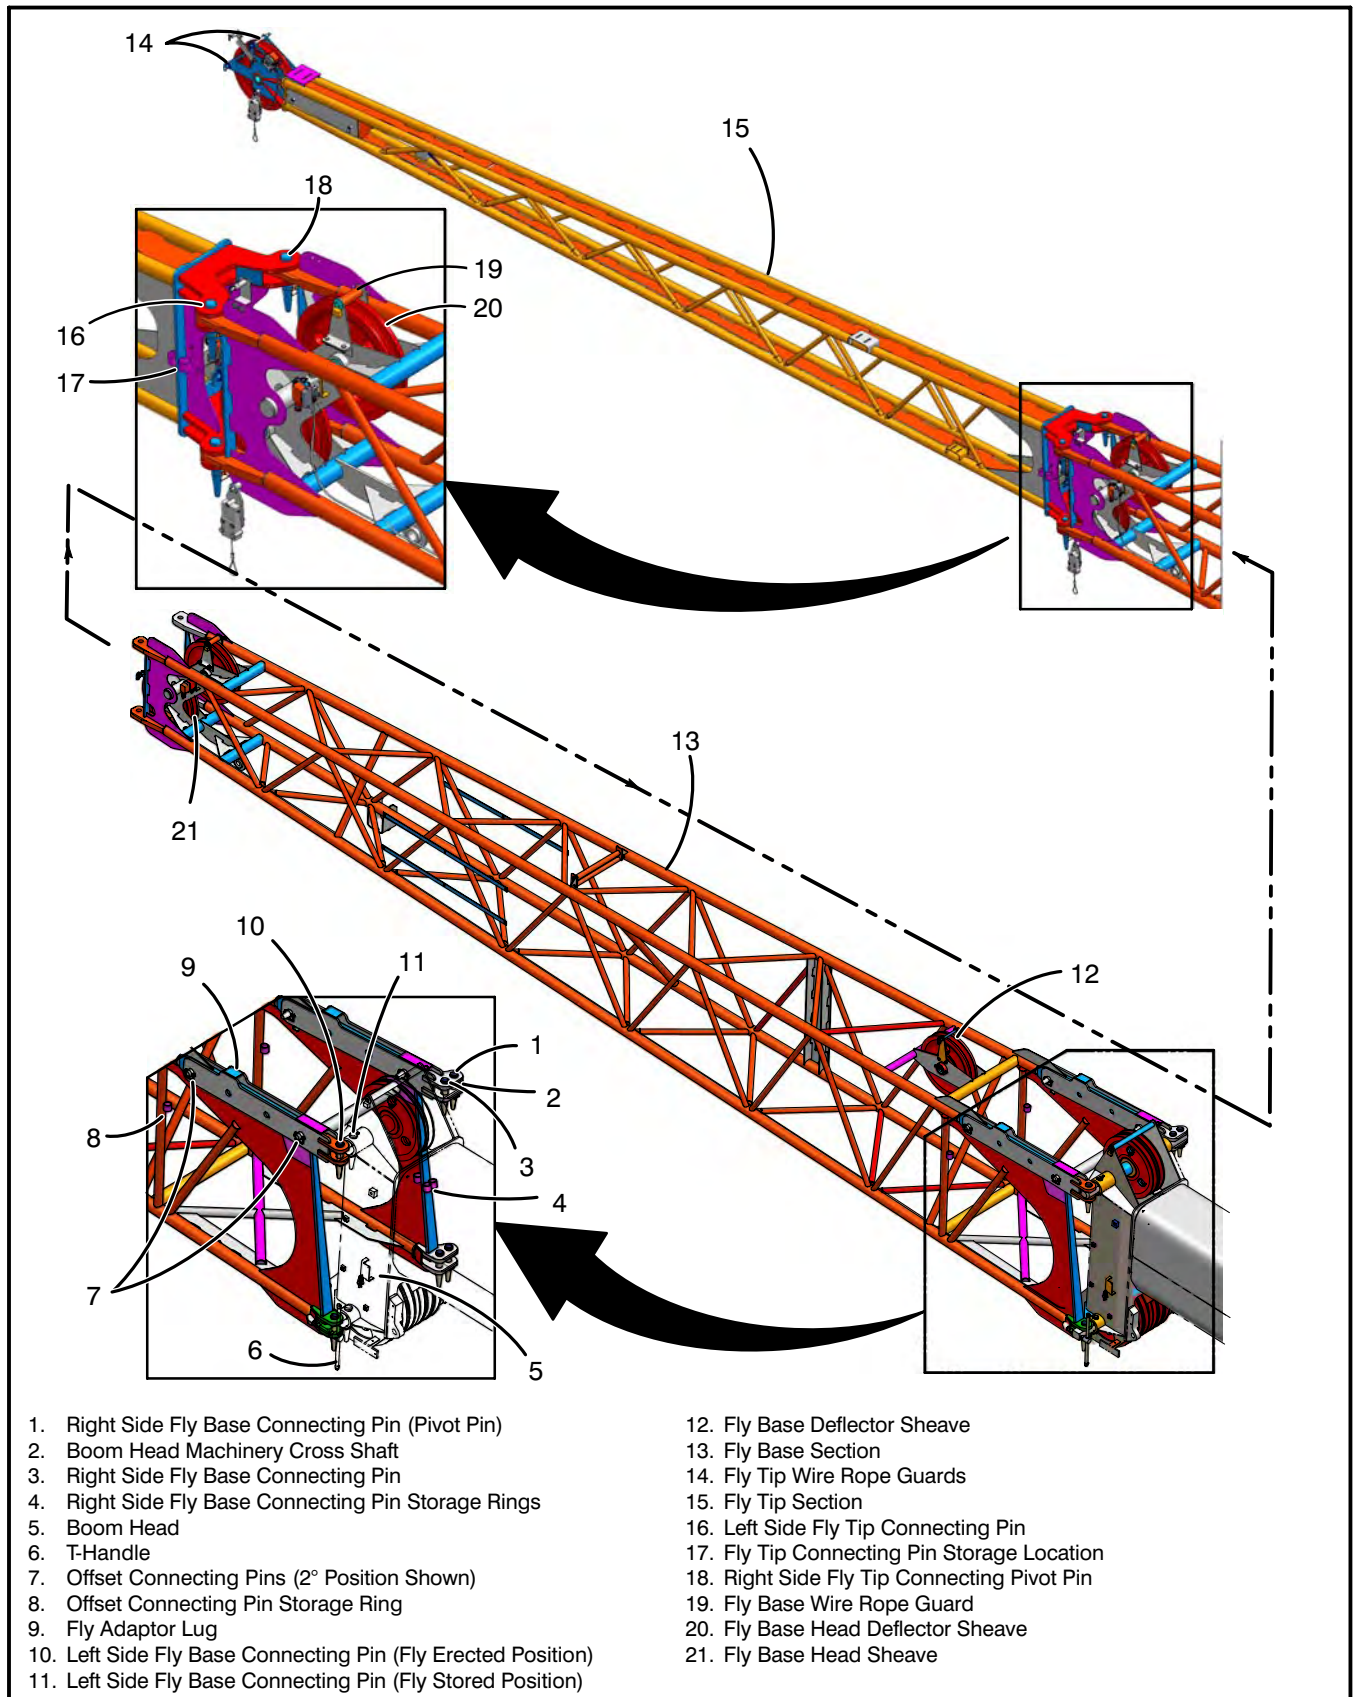 14
15
18
19
20
16
17
13
21
10
11
9
12
1
2
8
3
4
7
6
5
1. Right Side Fly Base Connecting Pin (Pivot Pin)
2. Boom Head Machinery Cross Shaft
3. Right Side Fly Base Connecting Pin
4. Right Side Fly Base Connecting Pin Storage Rings
5. Boom Head
6. T-Handle
7. Offset Connecting Pins (2° Position Shown)
8. Offset Connecting Pin Storage Ring
9. Fly Adaptor Lug
10. Left Side Fly Base Connecting Pin (Fly Erected Position)
11. Left Side Fly Base Connecting Pin (Fly Stored Position)
12. Fly Base Deflector Sheave
13. Fly Base Section
14. Fly Tip Wire Rope Guards
15. Fly Tip Section
16. Left Side Fly Tip Connecting Pin
17. Fly Tip Connecting Pin Storage Location
18. Right Side Fly Tip Connecting Pivot Pin
19. Fly Base Wire Rope Guard
20. Fly Base Head Deflector Sheave
21. Fly Base Head Sheave